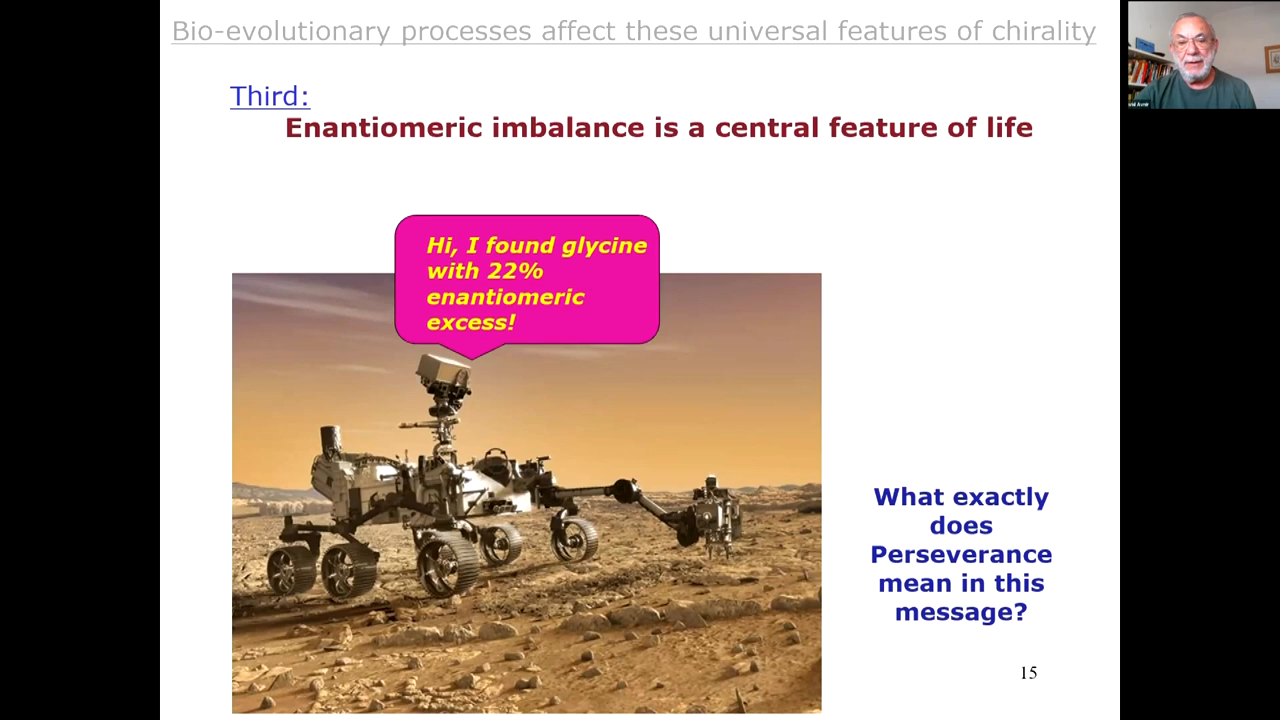 Bio-evolutionary processes affect these universal features of chirality
Third:
Enantiomeric imbalance is a central feature of life
Hi, I found glycine
with 22%
enantiomeric
excess!
What exactly
does
Perseverance
mean in this
message?
15